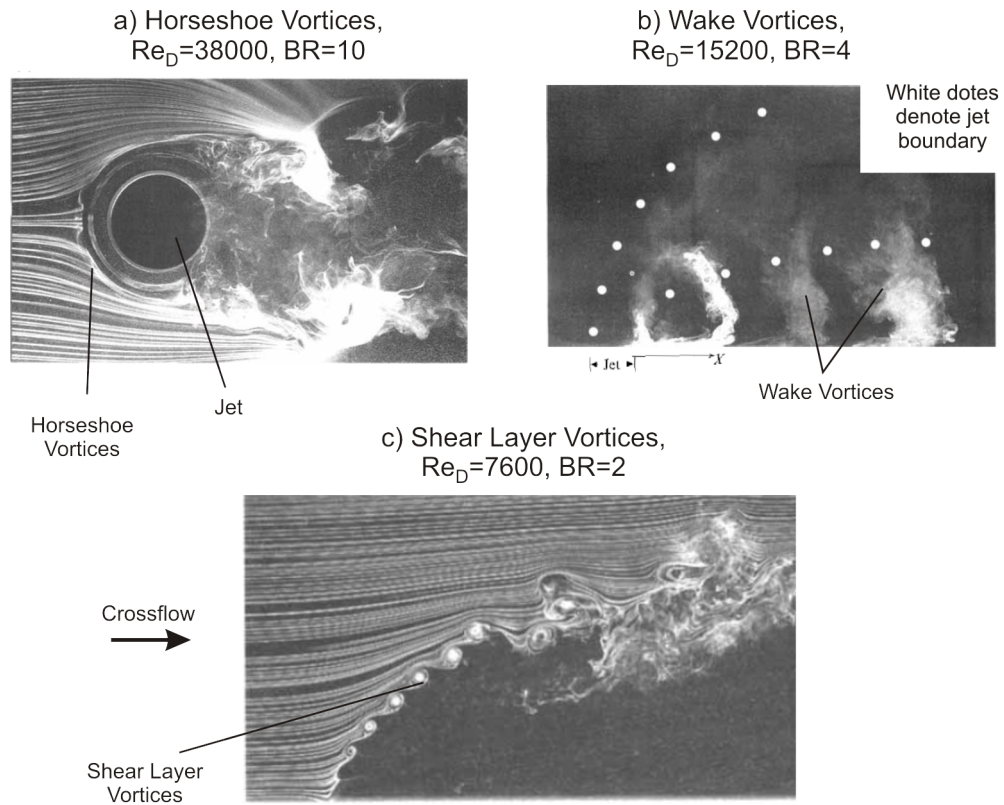 a) Horseshoe Vortices,
Re_D=38000, BR=10
b) Wake Vortices,
Re_D=15200, BR=4
White dotes
denote jet
boundary
Jet
X
Wake Vortices
Horseshoe
Vortices
Jet
c) Shear Layer Vortices,
Re_D=7600, BR=2
Crossflow
Shear Layer
Vortices